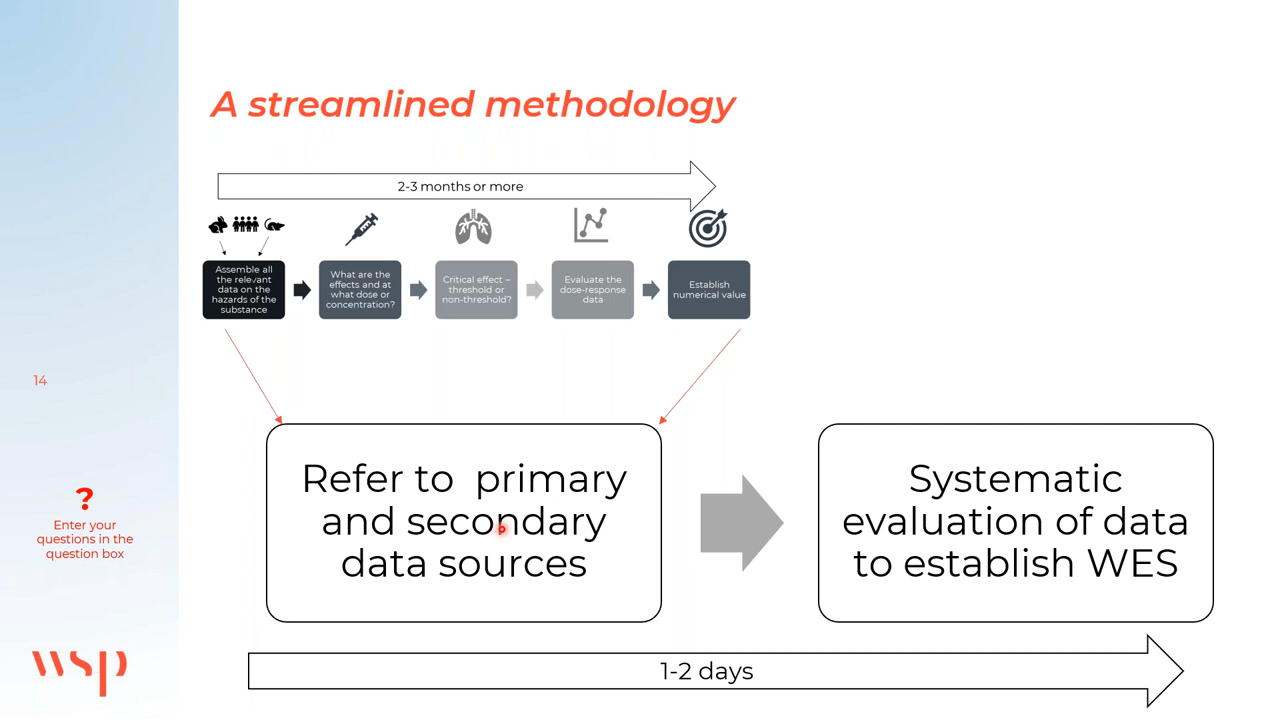 A streamlined methodology
2-3 months or more
Assemble all
the relevant
data on the
hazards of the
substance
What are the
effects and at
what dose or
concentration?
Critical effect –
threshold or
non-threshold?
Evaluate the
dose-response
data
Establish
numerical value
14
Refer to  primary
and secondary
data sources
Systematic
evaluation of data
to establish WES
?
Enter your
questions in the
question box
wsp
1-2 days